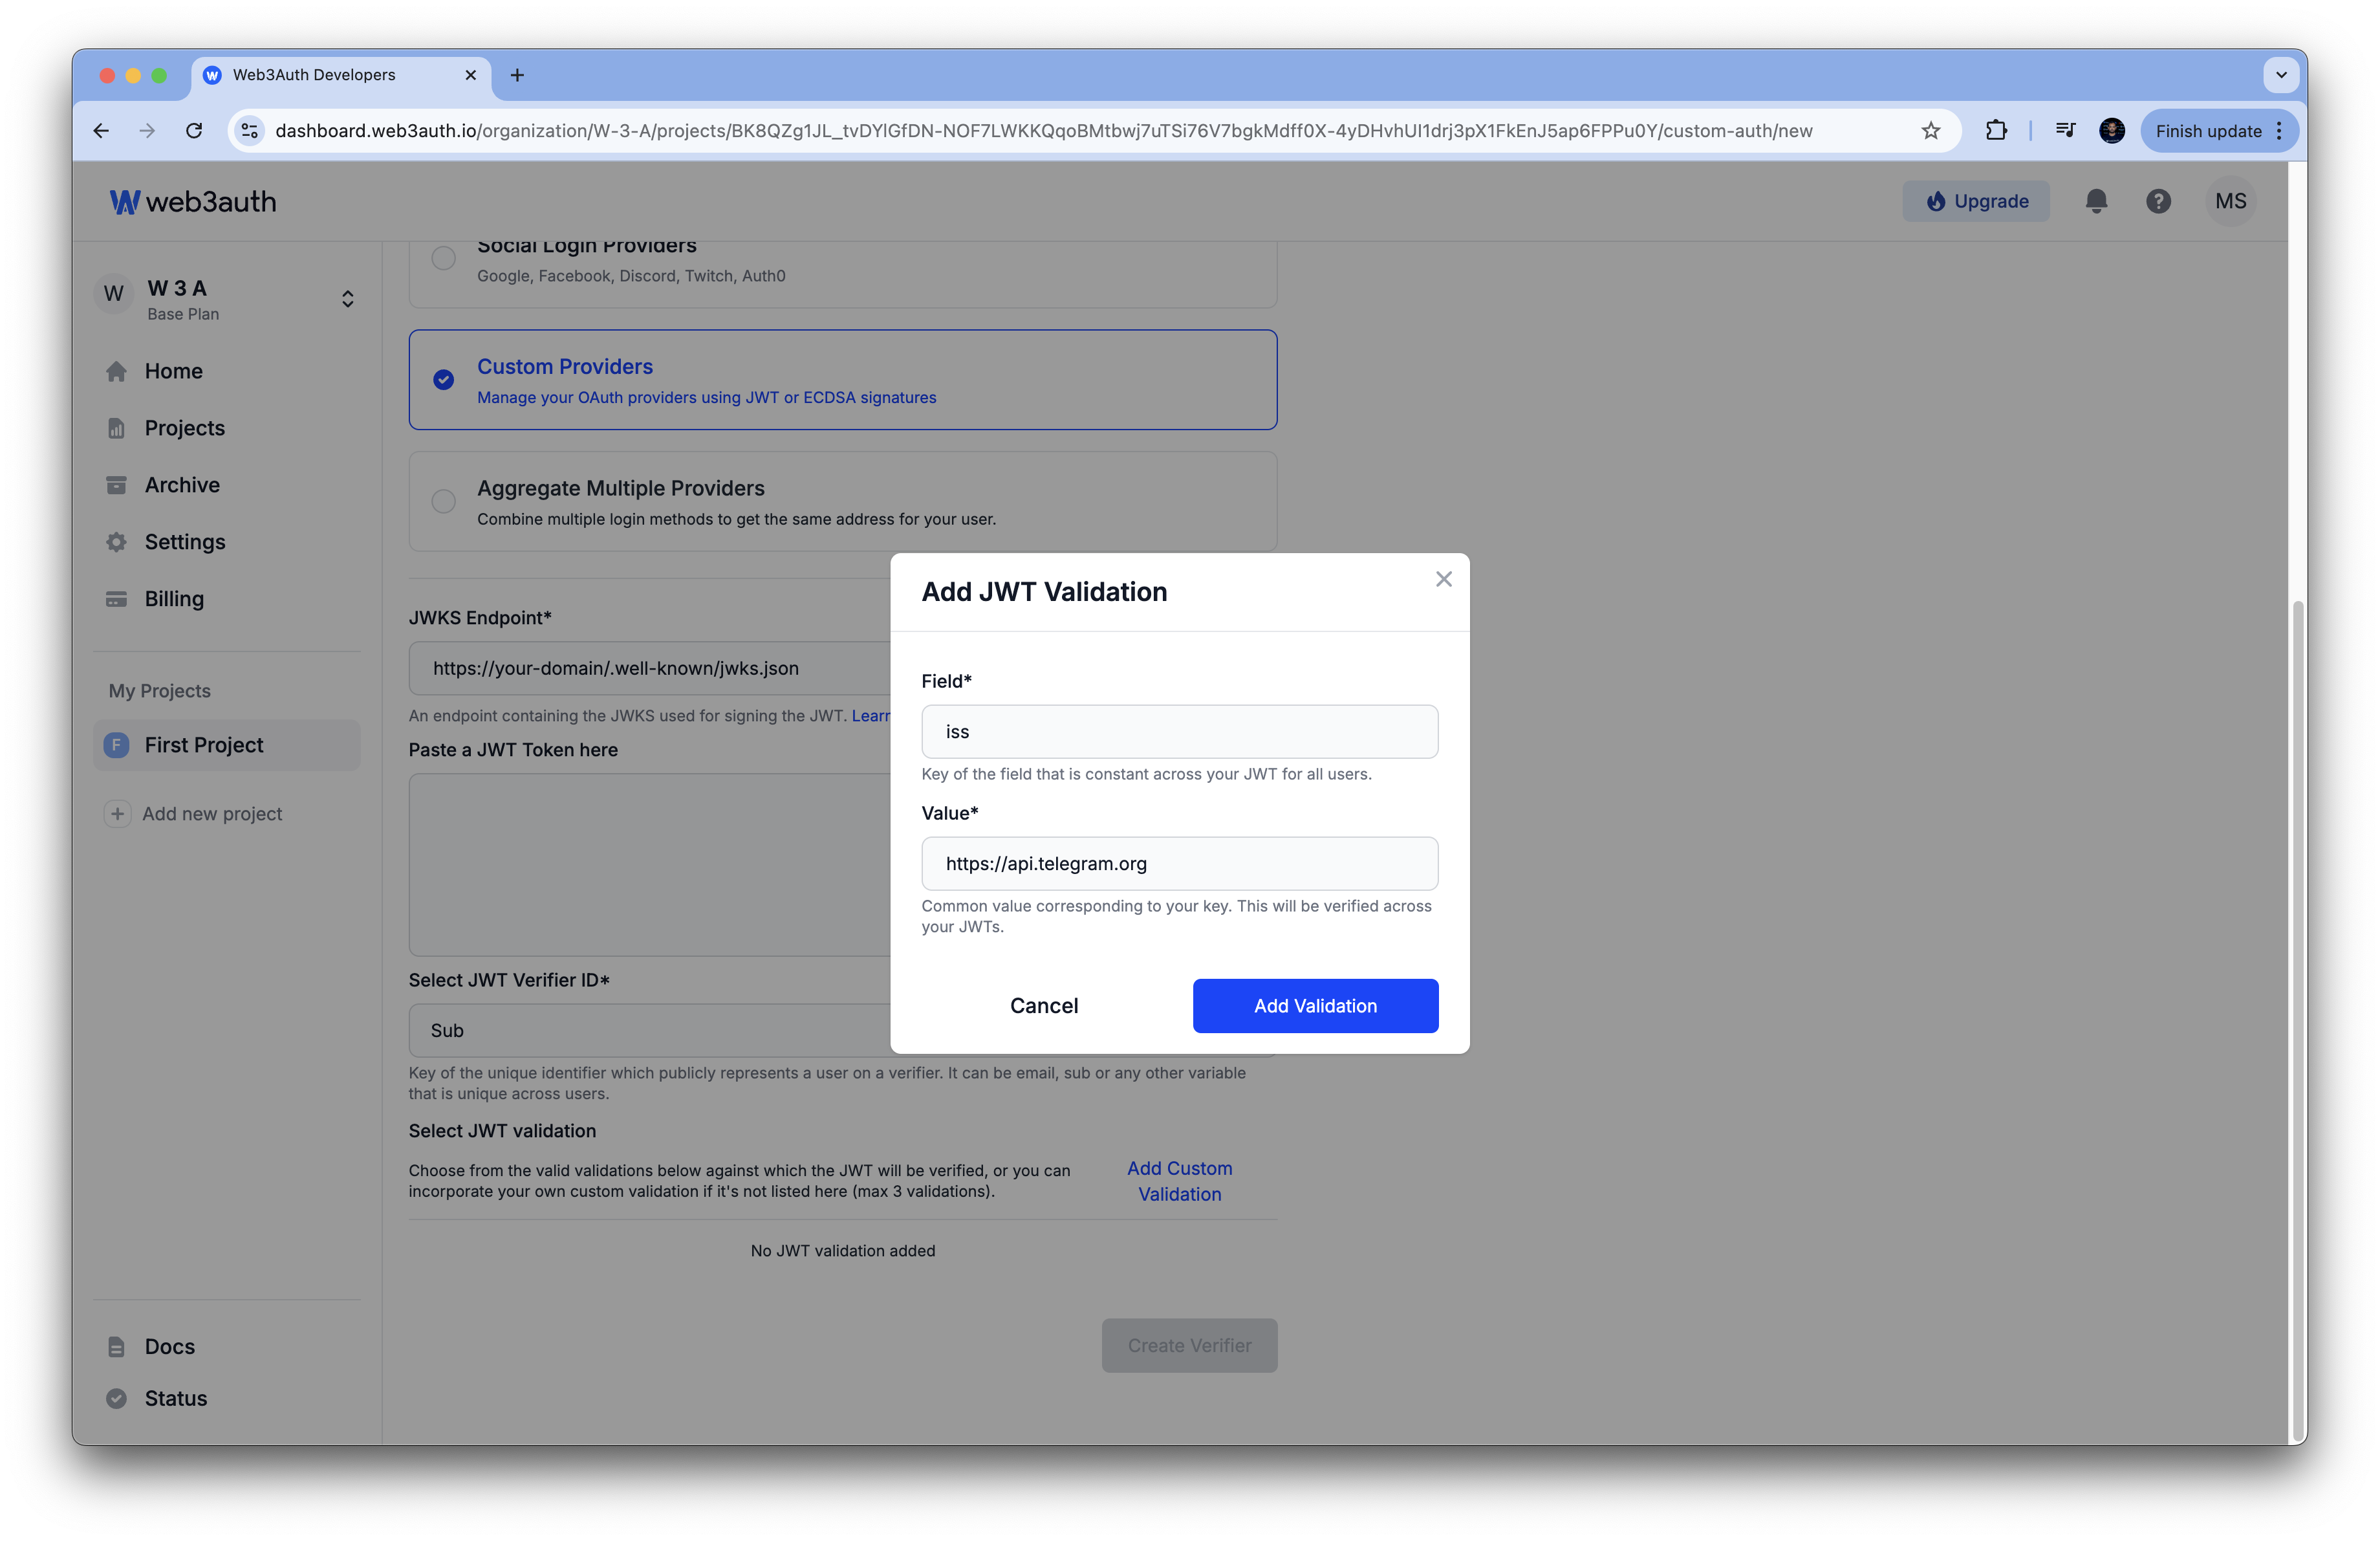 Web3Auth Developers
dashboard.web3auth.io/organization/W-3-A/projects/BK8QZg1JL_tvDYlGfDN-NOF7LWKKQqoBMtbwj7uTSi76V7bgkMdff0X-4yDHvhUI1drj3pX1FkEnJ5ap6FPPu0Y/custom-auth/new
Finish update
web3auth
Upgrade
MS
W
W 3 A
Base Plan
Home
Projects
Archive
Settings
Billing
My Projects
F
First Project
Add new project
Docs
Status
Social Login Providers
Google, Facebook, Discord, Twitch, Auth0
Custom Providers
Manage your OAuth providers using JWT or ECDSA signatures
Aggregate Multiple Providers
Combine multiple login methods to get the same address for your user.
JWKS Endpoint*
https://your-domain/.well-known/jwks.json
An endpoint containing the JWKS used for signing the JWT. Learn
Paste a JWT Token here
Select JWT Verifier ID*
Sub
Key of the unique identifier which publicly represents a user on a verifier. It can be email, sub or any other variable
that is unique across users.
Select JWT validation
Choose from the valid validations below against which the JWT will be verified, or you can
incorporate your own custom validation if it's not listed here (max 3 validations).
Add Custom
Validation
No JWT validation added
Create Verifier
Add JWT Validation
Field*
iss
Key of the field that is constant across your JWT for all users.
Value*
https://api.telegram.org
Common value corresponding to your key. This will be verified across
your JWTs.
Cancel
Add Validation